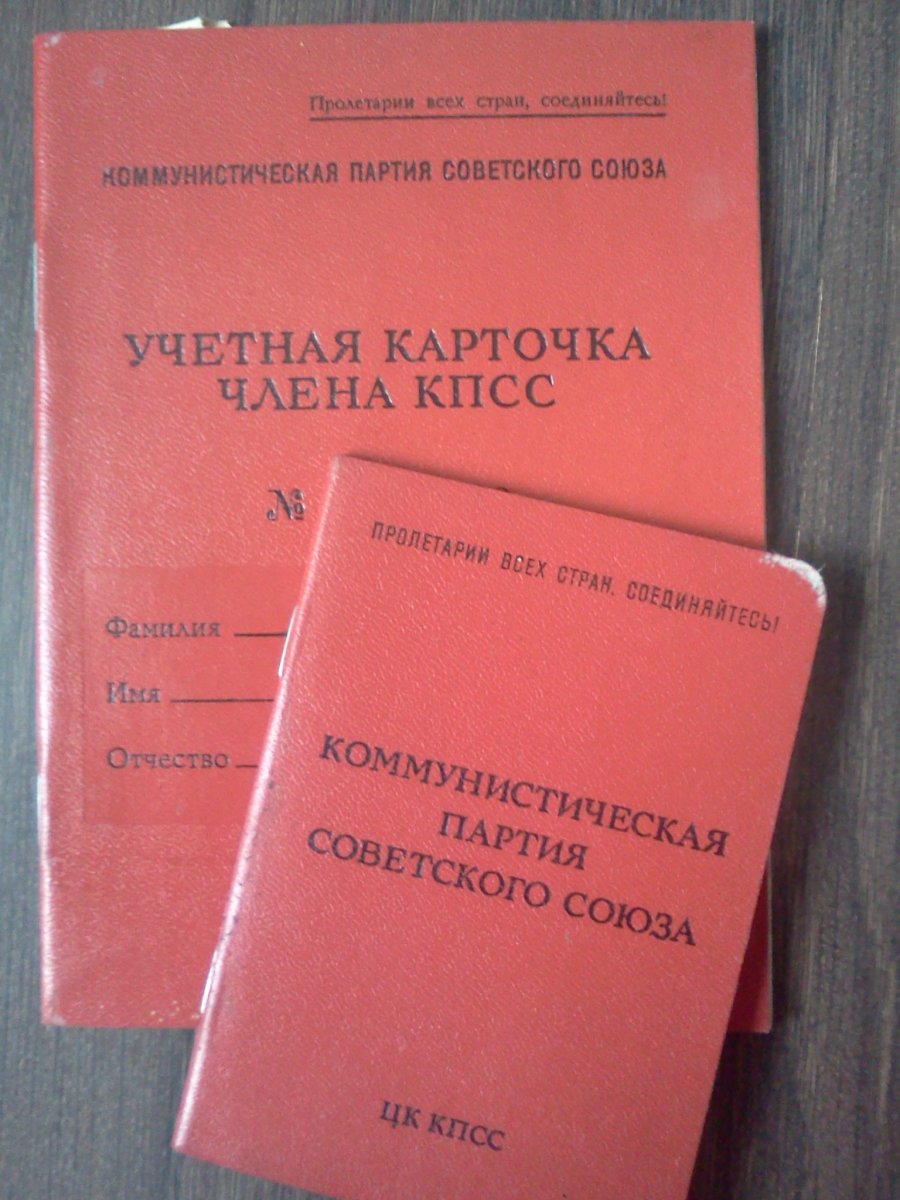 Пролетарии всех стран, соединяйтесь!
КОММУНИСТИЧЕСКАЯ ПАРТИЯ СОВЕТСКОГО СОЮЗА
УЧЕТНАЯ КАРТОЧКА
ЧЛЕНА КПСС
№
Фамилия
Имя
Отчество
ПРОЛЕТАРИИ ВСЕХ СТРАН, СОЕДИНЯЙТЕСЬ!
КОММУНИСТИЧЕСКАЯ
ПАРТИЯ
СОВЕТСКОГО СОЮЗА
ЦК КПСС